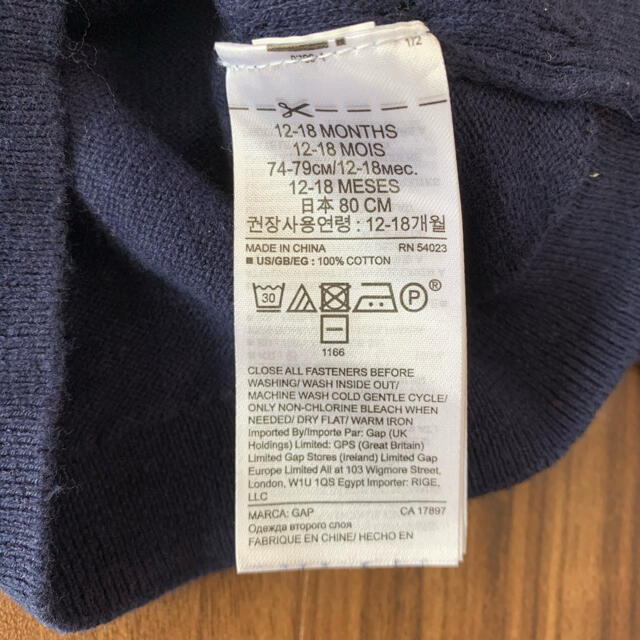 1/2
12-18 MONTHS
12-18 MOIS
74-79см/12-18мес.
12-18 MESES
日本 80 CM
권장사용연령 : 12-18개월
MADE IN CHINA RN 54023
■ US/GB/EG : 100% COTTON
30 P®
1166
CLOSE ALL FASTENERS BEFORE
WASHING/ WASH INSIDE OUT/
MACHINE WASH COLD GENTLE CYCLE/
ONLY NON-CHLORINE BLEACH WHEN
NEEDED/ DRY FLAT/ WARM IRON
Imported By/Importe Par: Gap (UK
Holdings) Limited: GPS (Great Britain)
Limited Gap Stores (Ireland) Limited Gap
Europe Limited All at 103 Wigmore Street,
London, W1U 1QS Egypt Importer: RIGE,
LLC
MARCA: GAP CA 17897
Одежда второго слоя
FABRIQUE EN CHINE/ HECHO EN